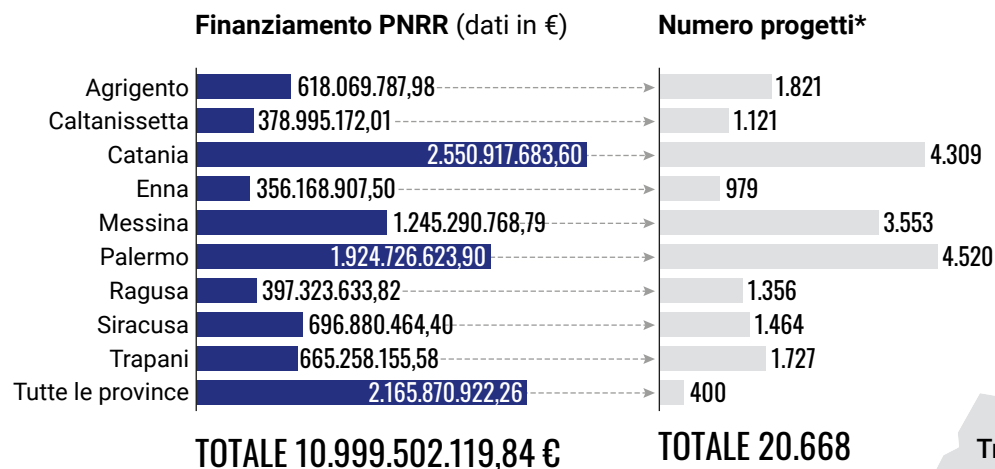 Finanziamento PNRR (dati in €) Numero progetti*
Agrigento 618.069.787,98 1.821
Caltanissetta 378.995.172,01 1.121
Catania 2.550.917.683,60 4.309
Enna 356.168.907,50 979
Messina 1.245.290.768,79 3.553
Palermo 1.924.726.623,90 4.520
Ragusa 397.323.633,82 1.356
Siracusa 696.880.464,40 1.464
Trapani 665.258.155,58 1.727
Tutte le province 2.165.870.922,26 400
TOTALE 10.999.502.119,84 € TOTALE 20.668